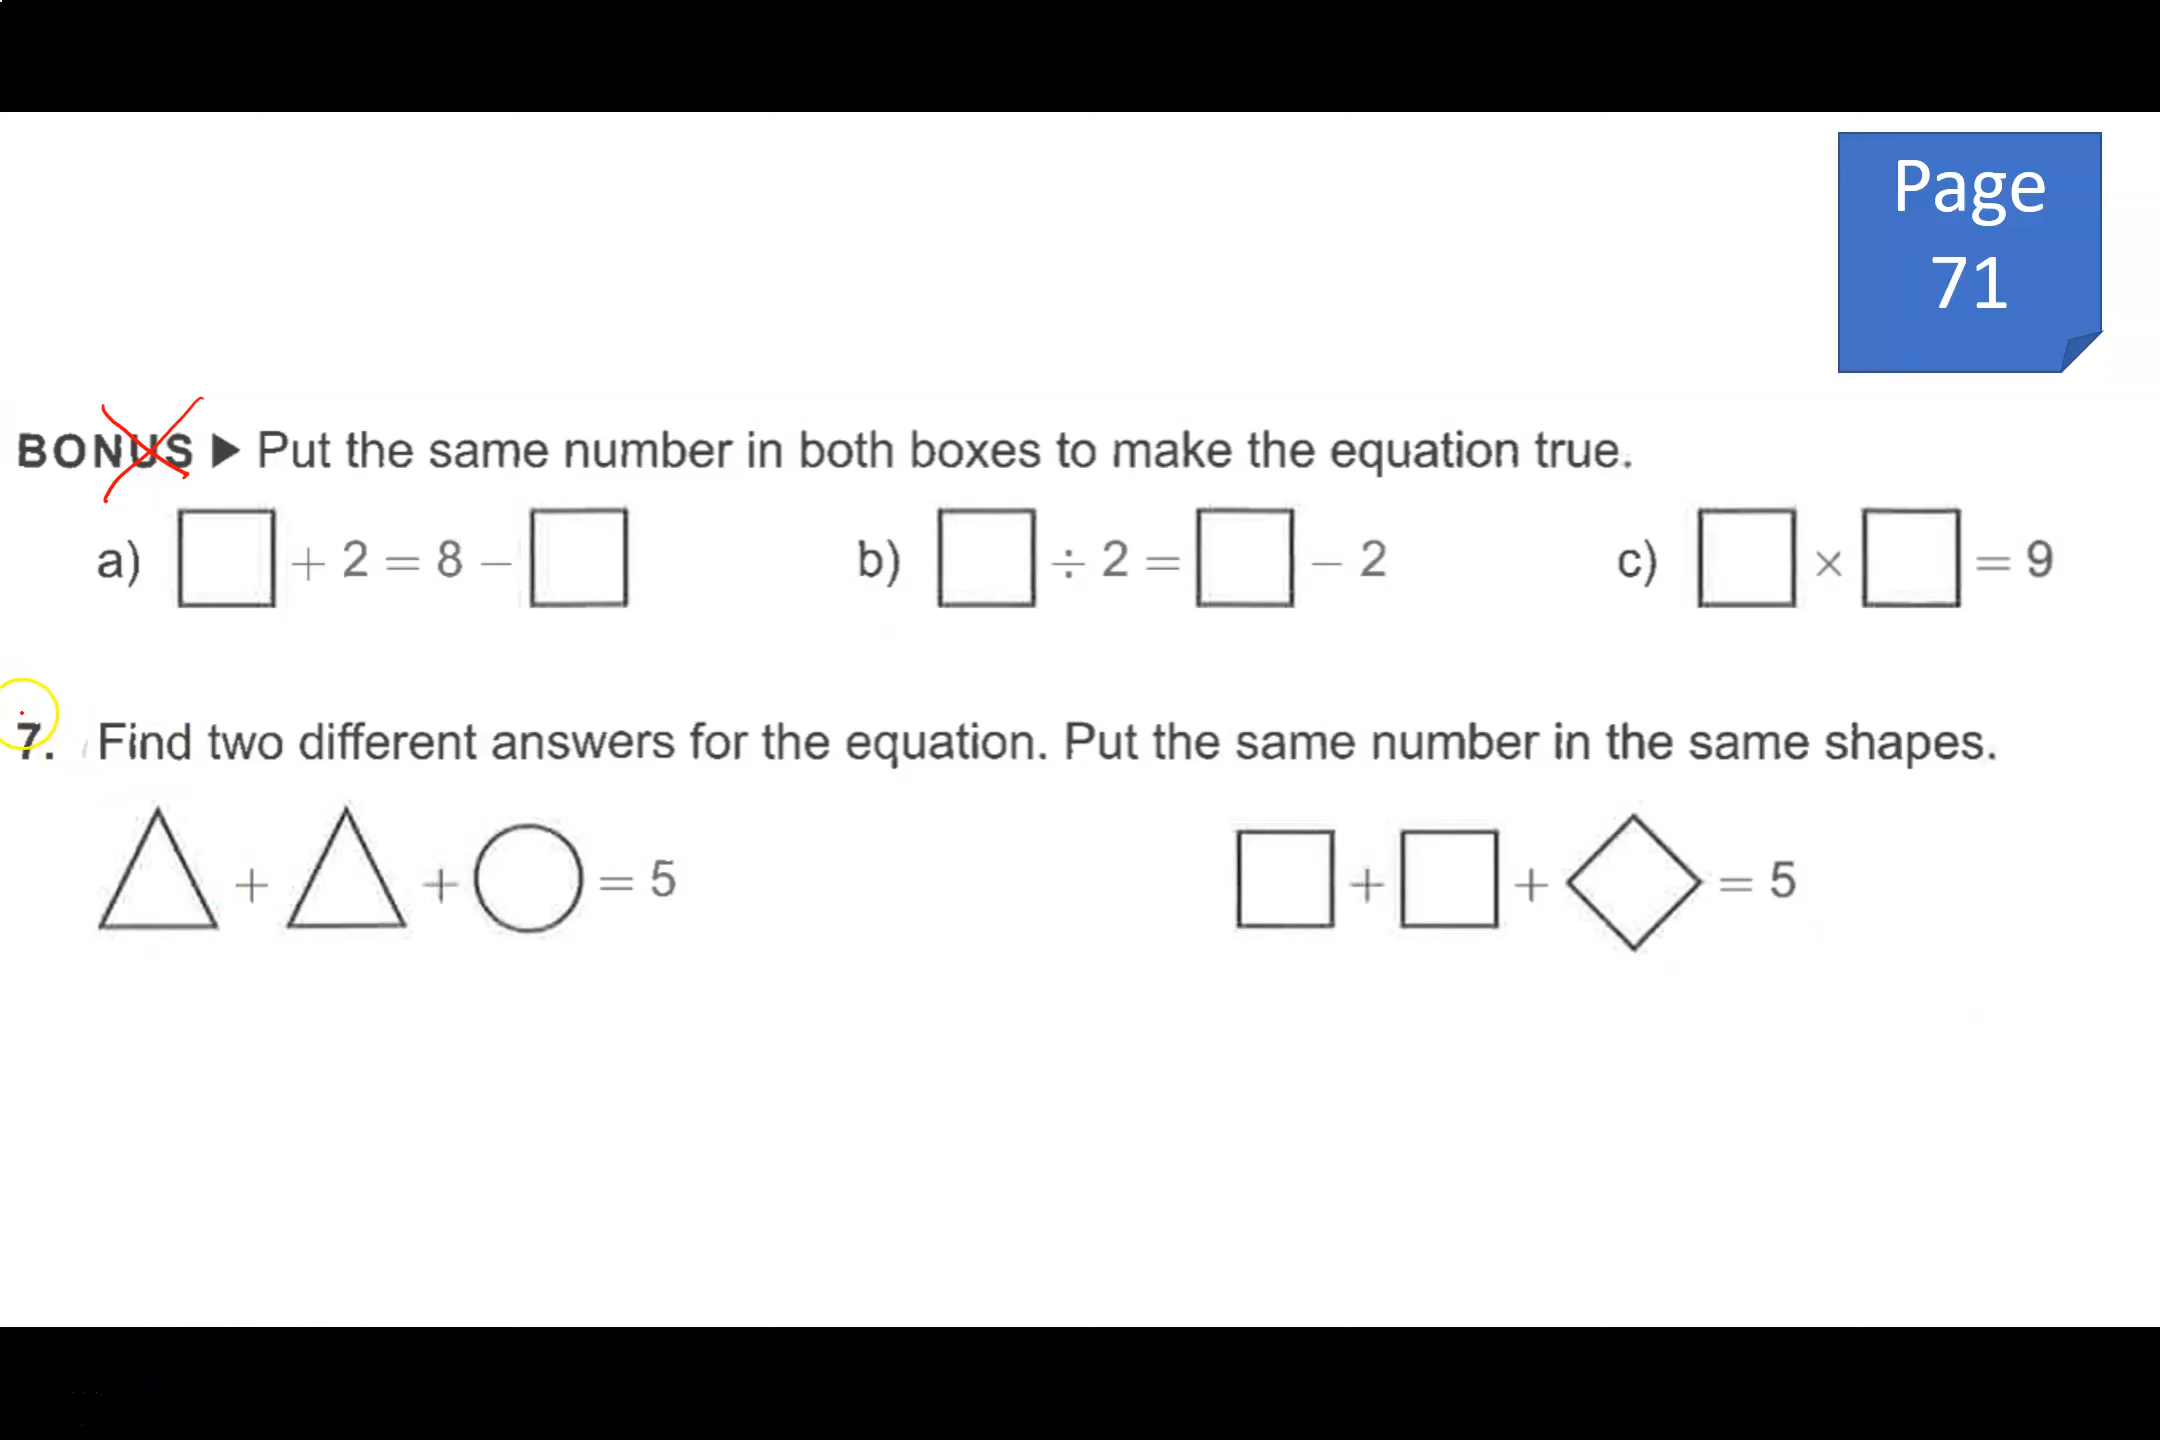 Page
71
BONUS ▶ Put the same number in both boxes to make the equation true.
a) □ + 2 = 8 − □ b) □ ÷ 2 = □ − 2 c) □ × □ = 9
7. Find two different answers for the equation. Put the same number in the same shapes.
△ + △ + ○ = 5 □ + □ + ◇ = 5